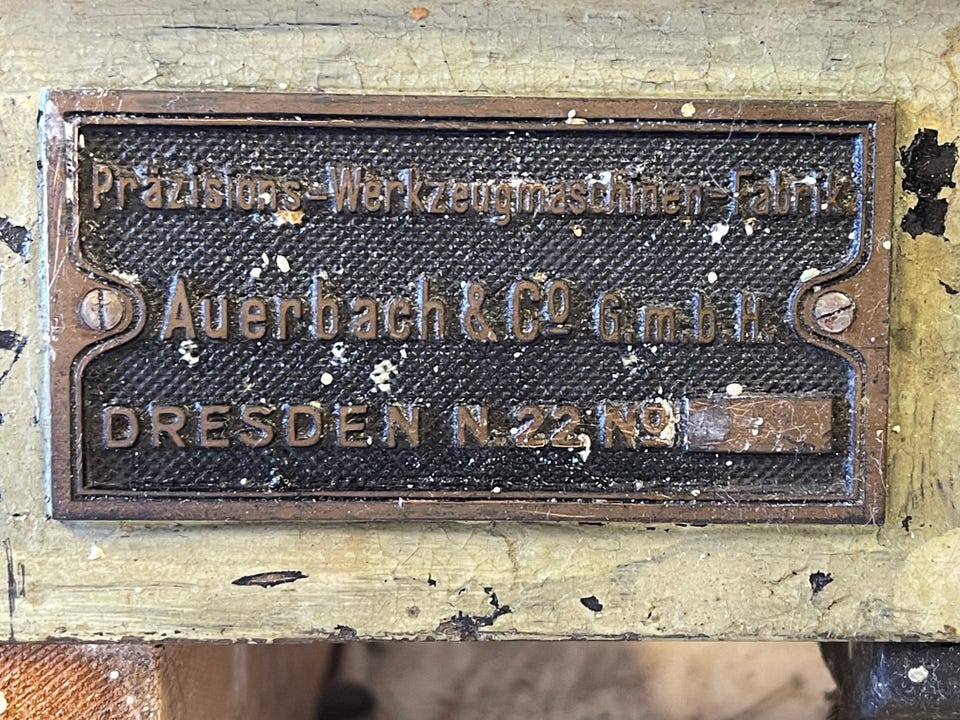 Präzisions-Werkzeugmaschinen-Fabrik
Auerbach & Cº G.m.b.H.
DRESDEN N.22 Nº